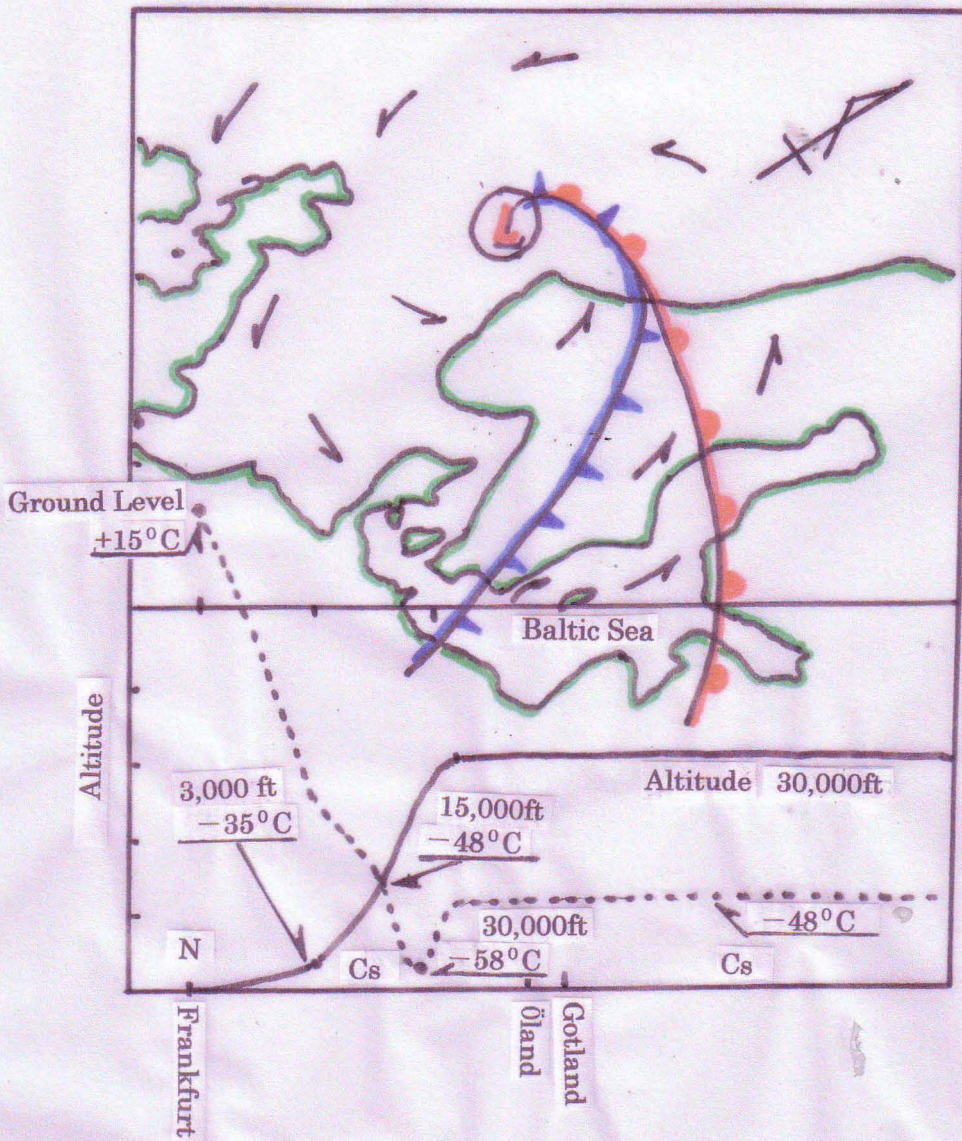 L
Ground Level
+15°C
Baltic Sea
Altitude
3,000 ft
−35°C
15,000ft
−48°C
Altitude 30,000ft
30,000ft
−58°C
−48°C
N
Cs
Cs
Frankfurt
Öland
Gotland